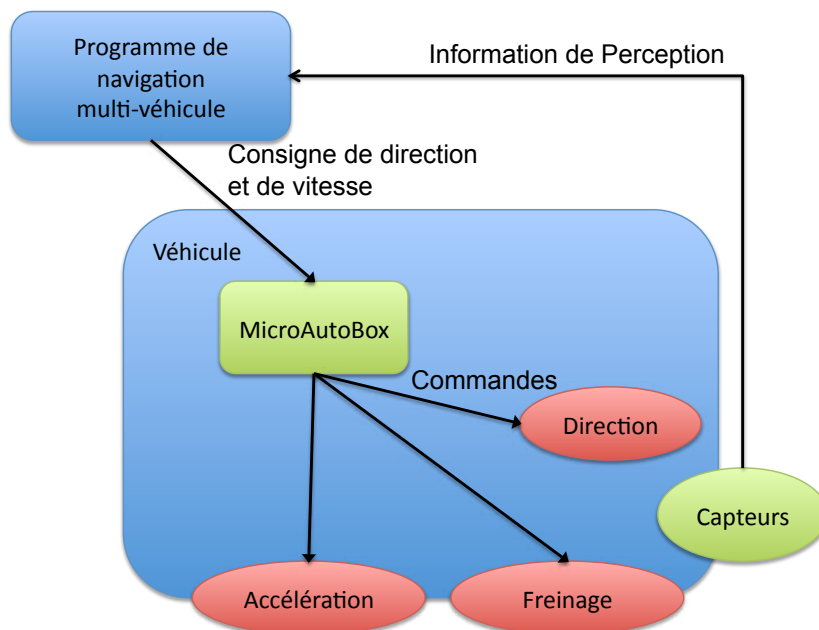 Programme de
navigation
multi-véhicule
Information de Perception
Consigne de direction
et de vitesse
Véhicule
MicroAutoBox
Commandes
Direction
Capteurs
Accélération
Freinage